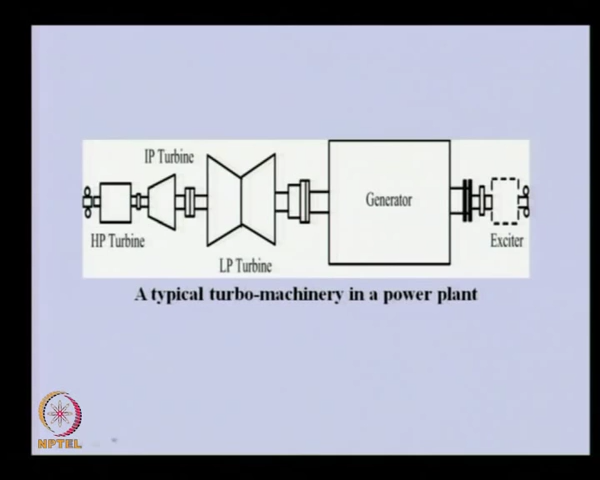 IP Turbine
HP Turbine
LP Turbine
Generator
Exciter
A typical turbo-machinery in a power plant
NPTEL